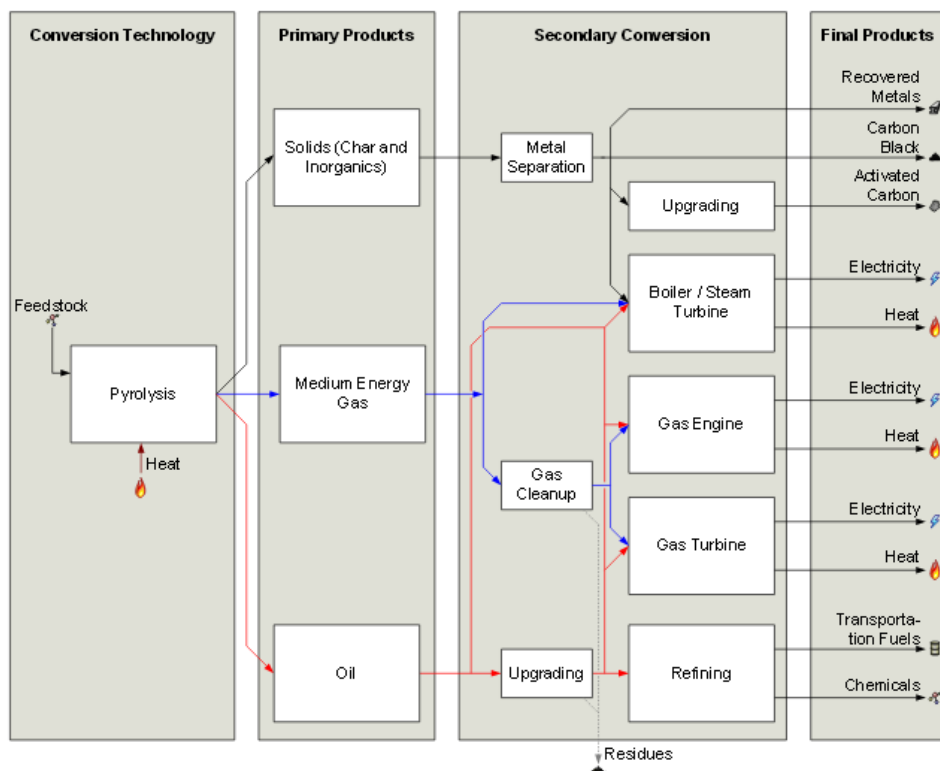 Conversion Technology
Primary Products
Secondary Conversion
Final Products
Feedstock
Pyrolysis
Heat
Solids (Char and
Inorganics)
Medium Energy
Gas
Oil
Metal
Separation
Upgrading
Boiler / Steam
Turbine
Gas Engine
Gas
Cleanup
Gas Turbine
Upgrading
Refining
Residues
Recovered
Metals
Carbon
Black
Activated
Carbon
Electricity
Heat
Electricity
Heat
Electricity
Heat
Transporta-
tion Fuels
Chemicals